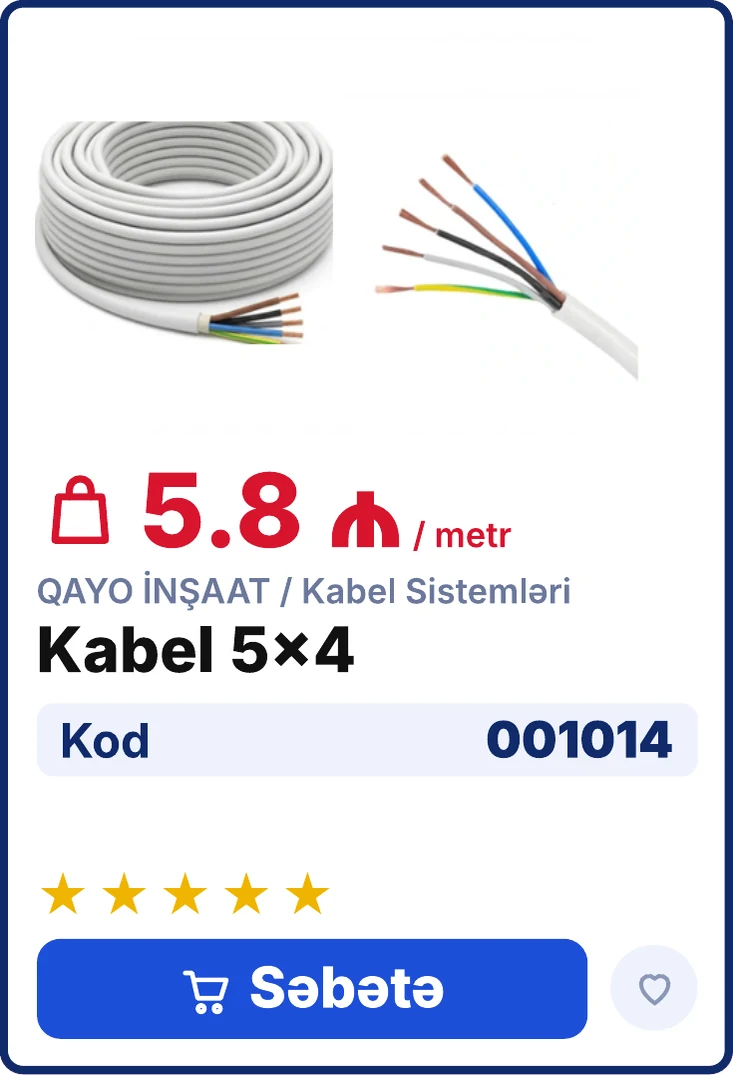 5.8 ₼ / metr
QAYO İNŞAAT / Kabel Sistemləri
Kabel 5×4
Kod 001014
Səbətə